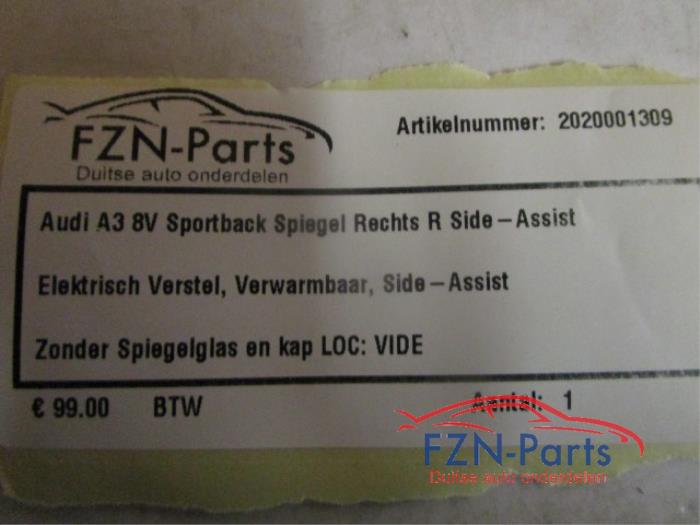 FZN-Parts
Duitse auto onderdelen
Artikelnummer: 2020001309
Audi A3 8V Sportback Spiegel Rechts R Side-Assist
Elektrisch Verstel, Verwarmbaar, Side-Assist
Zonder Spiegelglas en kap LOC: VIDE
€ 99.00 BTW Aantal: 1
FZN-Parts
Duitse auto onderdelen